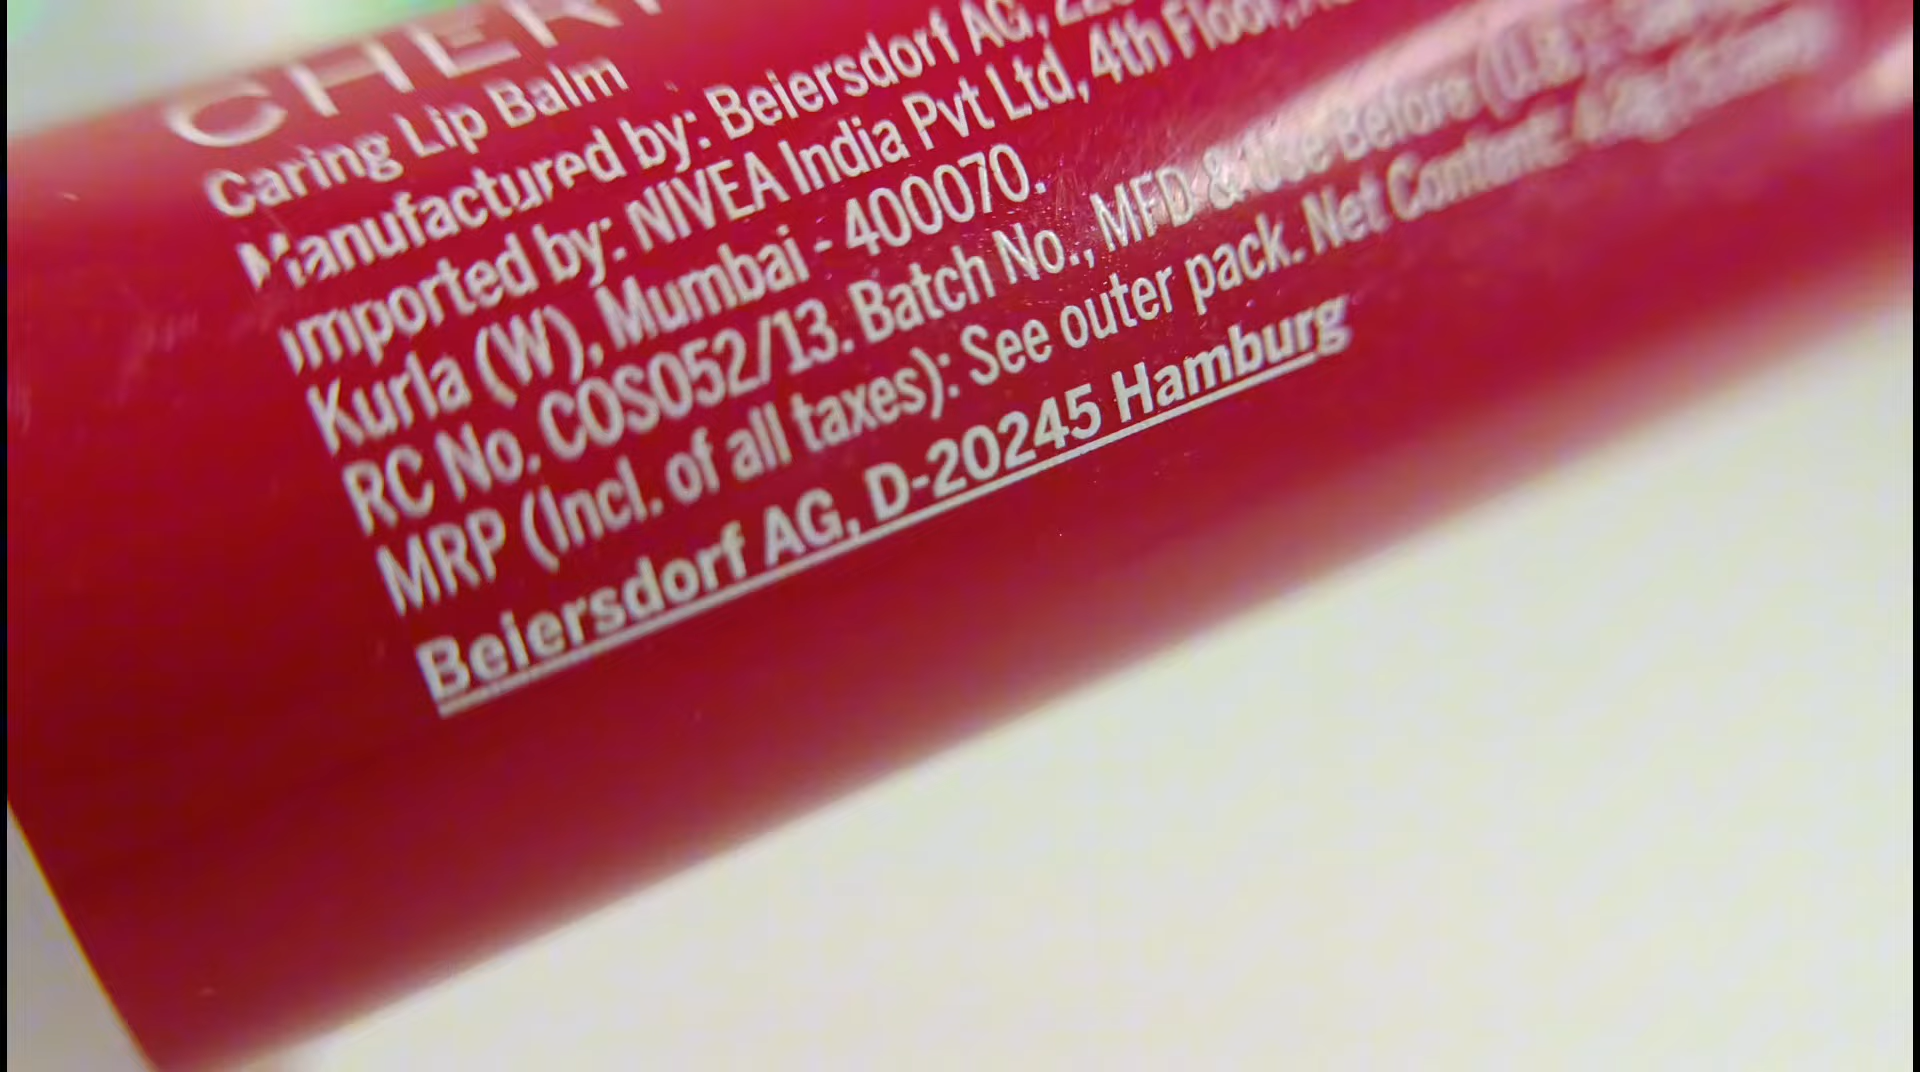 CHER
Caring Lip Balm
Manufactured by: Beiersdorf AG,
Imported by: NIVEA India Pvt Ltd, 4th Floor,
Kurla (W), Mumbai - 400070.
RC No. COS052/13. Batch No., MFD & Use Before
MRP (Incl. of all taxes): See outer pack. Net Content:
Beiersdorf AG, D-20245 Hamburg